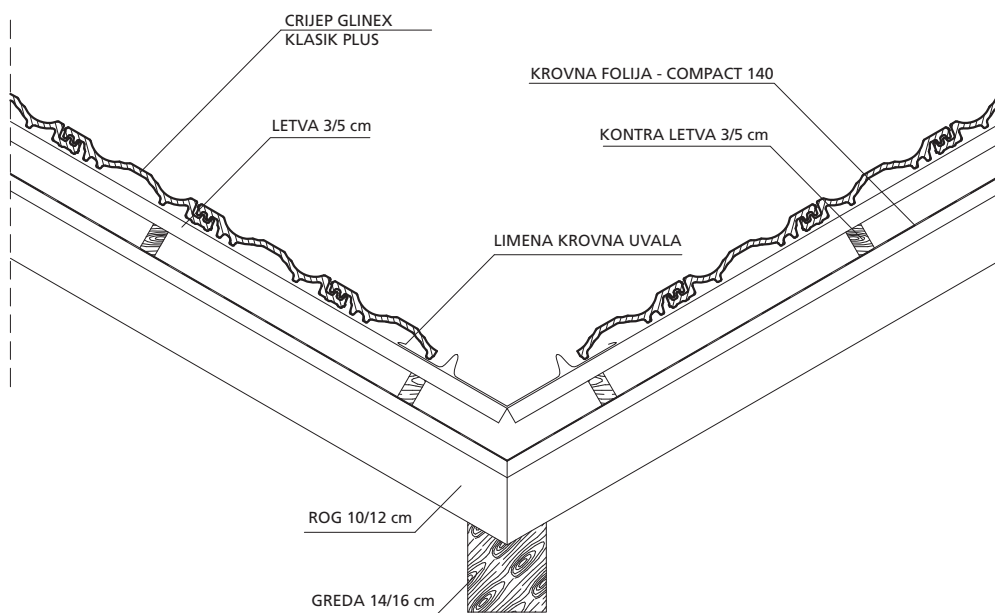 CRIJEP GLINEX
KLASIK PLUS
KROVNA FOLIJA - COMPACT 140
LETVA 3/5 cm
KONTRA LETVA 3/5 cm
LIMENA KROVNA UVALA
ROG 10/12 cm
GREDA 14/16 cm